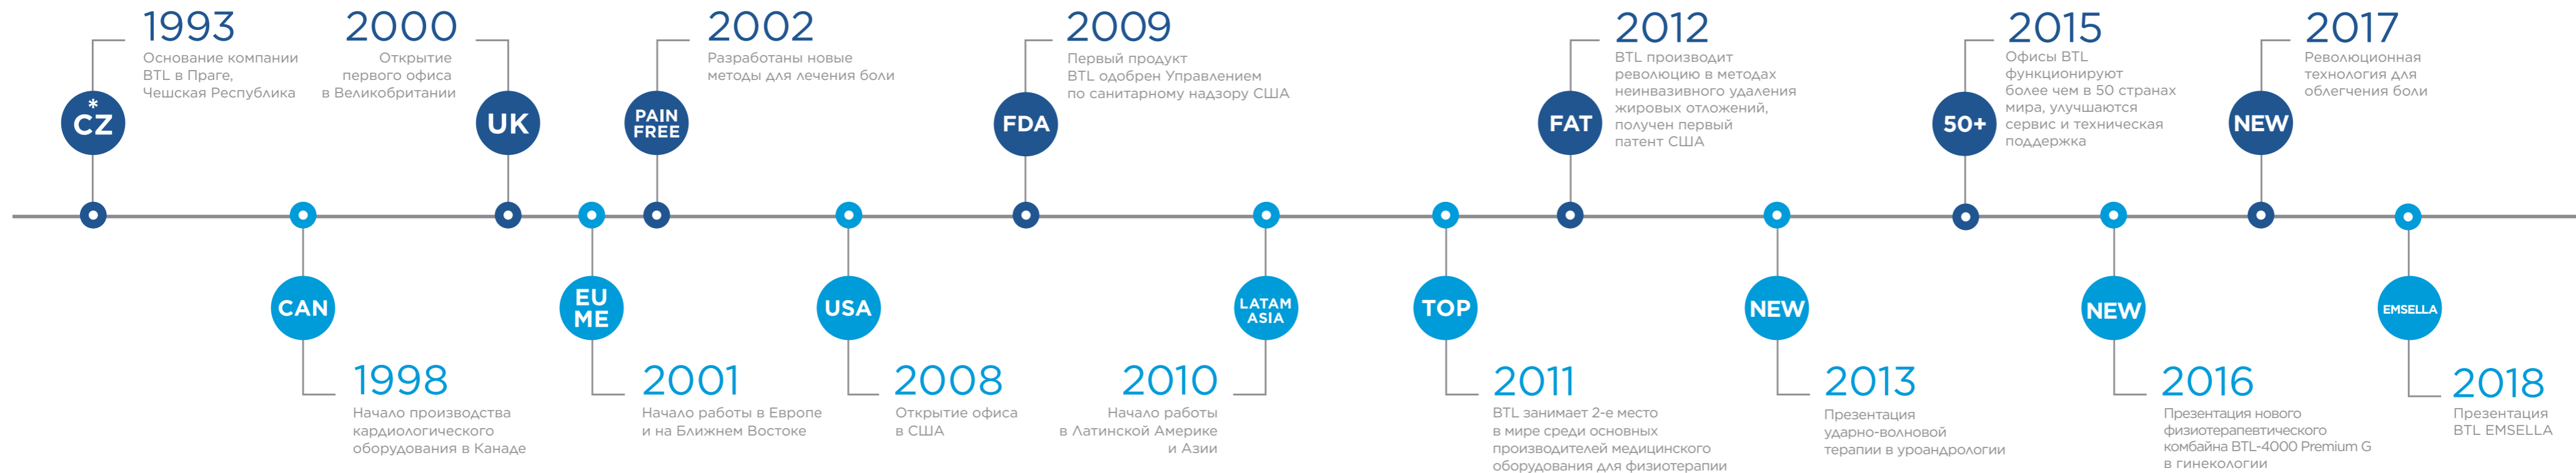 1993
Основание компании
BTL в Праге,
Чешская Республика
*
CZ
2000
Открытие
первого офиса
в Великобритании
UK
2002
Разработаны новые
методы для лечения боли
PAIN
FREE
2009
Первый продукт
BTL одобрен Управлением
по санитарному надзору США
FDA
2012
BTL производит
революцию в методах
неинвазивного удаления
жировых отложений,
получен первый
патент США
FAT
2015
Офисы BTL
функционируют
более чем в 50 странах
мира, улучшаются
сервис и техническая
поддержка
50+
2017
Революционная
технология для
облегчения боли
NEW
CAN
1998
Начало производства
кардиологического
оборудования в Канаде
EU
ME
2001
Начало работы в Европе
и на Ближнем Востоке
USA
2008
Открытие офиса
в США
LATAM
ASIA
2010
Начало работы
в Латинской Америке
и Азии
TOP
2011
BTL занимает 2-е место
в мире среди основных
производителей медицинского
оборудования для физиотерапии
NEW
2013
Презентация
ударно-волновой
терапии в уроандрологии
NEW
2016
Презентация нового
физиотерапевтического
комбайна BTL-4000 Premium G
в гинекологии
EMSELLA
2018
Презентация
BTL EMSELLA